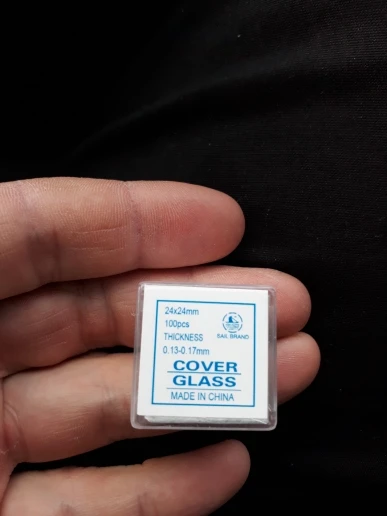 24x24mm
100pcs
THICKNESS
0.13-0.17mm
SAIL BRAND
COVER
GLASS
MADE IN CHINA